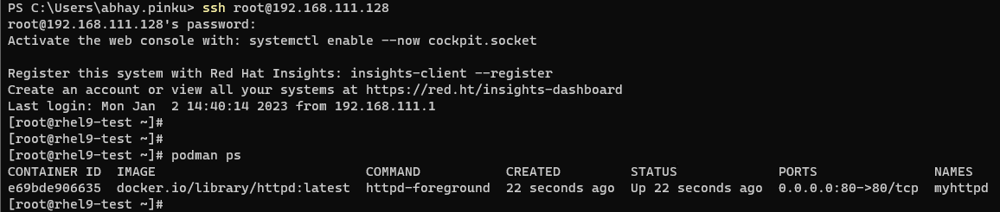 PS C:\Users\abhay.pinku> ssh root@192.168.111.128
root@192.168.111.128's password:
Activate the web console with: systemctl enable --now cockpit.socket

Register this system with Red Hat Insights: insights-client --register
Create an account or view all your systems at https://red.ht/insights-dashboard
Last login: Mon Jan  2 14:40:14 2023 from 192.168.111.1
[root@rhel9-test ~]#
[root@rhel9-test ~]#
[root@rhel9-test ~]# podman ps
CONTAINER ID  IMAGE                           COMMAND           CREATED         STATUS             PORTS               NAMES
e69bde906635  docker.io/library/httpd:latest  httpd-foreground  22 seconds ago  Up 22 seconds ago  0.0.0.0:80->80/tcp  myhttpd
[root@rhel9-test ~]#